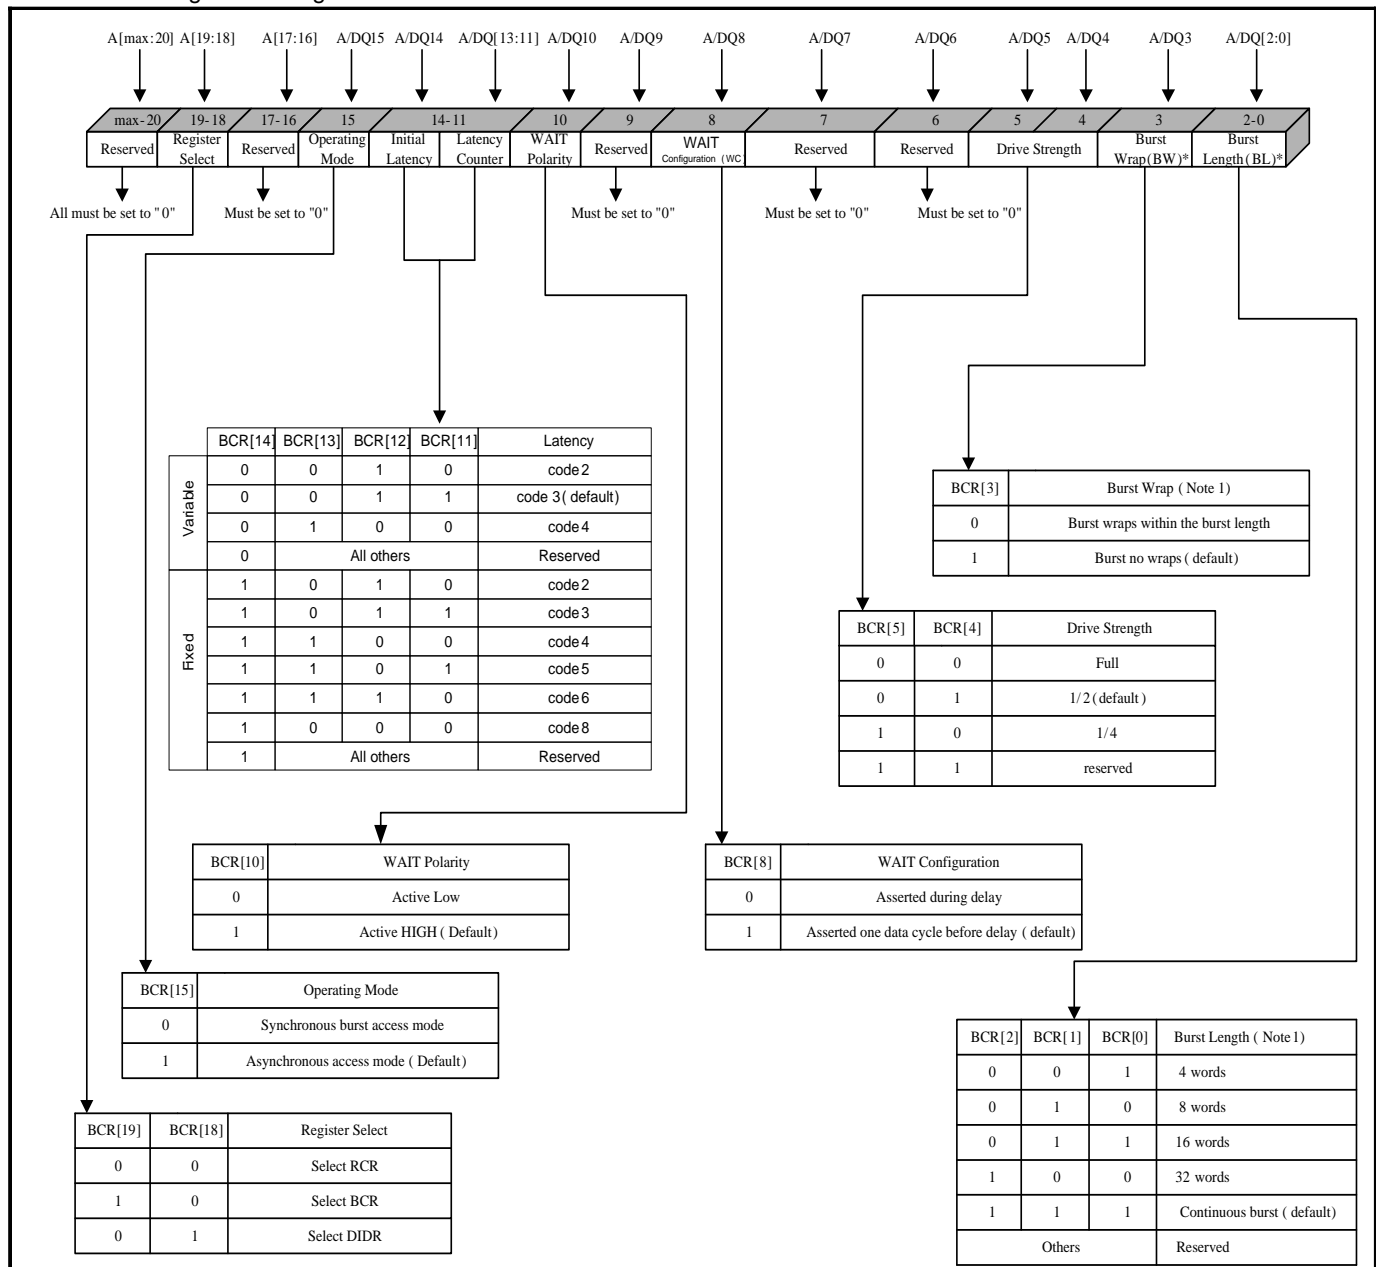 A[max:20] A[19:18] A[17:16] A/DQ15 A/DQ14 A/DQ[13:11] A/DQ10 A/DQ9 A/DQ8 A/DQ7 A/DQ6 A/DQ5 A/DQ4 A/DQ3 A/DQ[2:0]
max-20 19-18 17-16 15 14-11 10 9 8 7 6 5 4 3 2-0
Reserved
Register
Select
Reserved
Operating
Mode
Initial
Latency
Latency
Counter
WAIT
Polarity
Reserved
WAIT
Configuration (WC)
Reserved
Reserved
Drive Strength
Burst
Wrap(BW)*
Burst
Length(BL)*
All must be set to "0"
Must be set to "0"
Must be set to "0"
Must be set to "0"
Must be set to "0"
BCR[14] BCR[13] BCR[12] BCR[11] Latency
Variable
0 0 1 0 code 2
0 0 1 1 code 3( default)
0 1 0 0 code 4
0 All others Reserved
Fixed
1 0 1 0 code 2
1 0 1 1 code 3
1 1 0 0 code 4
1 1 0 1 code 5
1 1 1 0 code 6
1 0 0 0 code 8
1 All others Reserved
BCR[3] Burst Wrap ( Note 1)
0 Burst wraps within the burst length
1 Burst no wraps ( default)
BCR[5] BCR[4] Drive Strength
0 0 Full
0 1 1/2 (default )
1 0 1/4
1 1 reserved
BCR[10] WAIT Polarity
0 Active Low
1 Active HIGH ( Default)
BCR[8] WAIT Configuration
0 Asserted during delay
1 Asserted one data cycle before delay ( default)
BCR[15] Operating Mode
0 Synchronous burst access mode
1 Asynchronous access mode ( Default)
BCR[2] BCR[1] BCR[0] Burst Length ( Note 1)
0 0 1 4 words
0 1 0 8 words
0 1 1 16 words
1 0 0 32 words
1 1 1 Continuous burst ( default)
Others Reserved
BCR[19] BCR[18] Register Select
0 0 Select RCR
1 0 Select BCR
0 1 Select DIDR